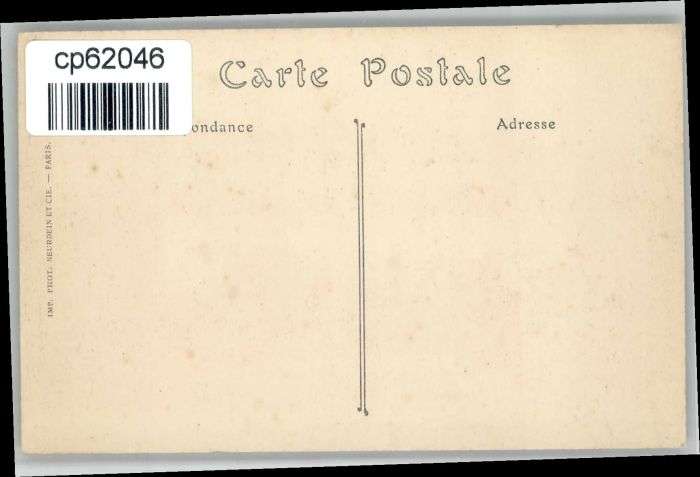 cp62046
Carte Postale
ondance
Adresse
IMP. PHOT. NEURDEIN ET CIE. — PARIS.